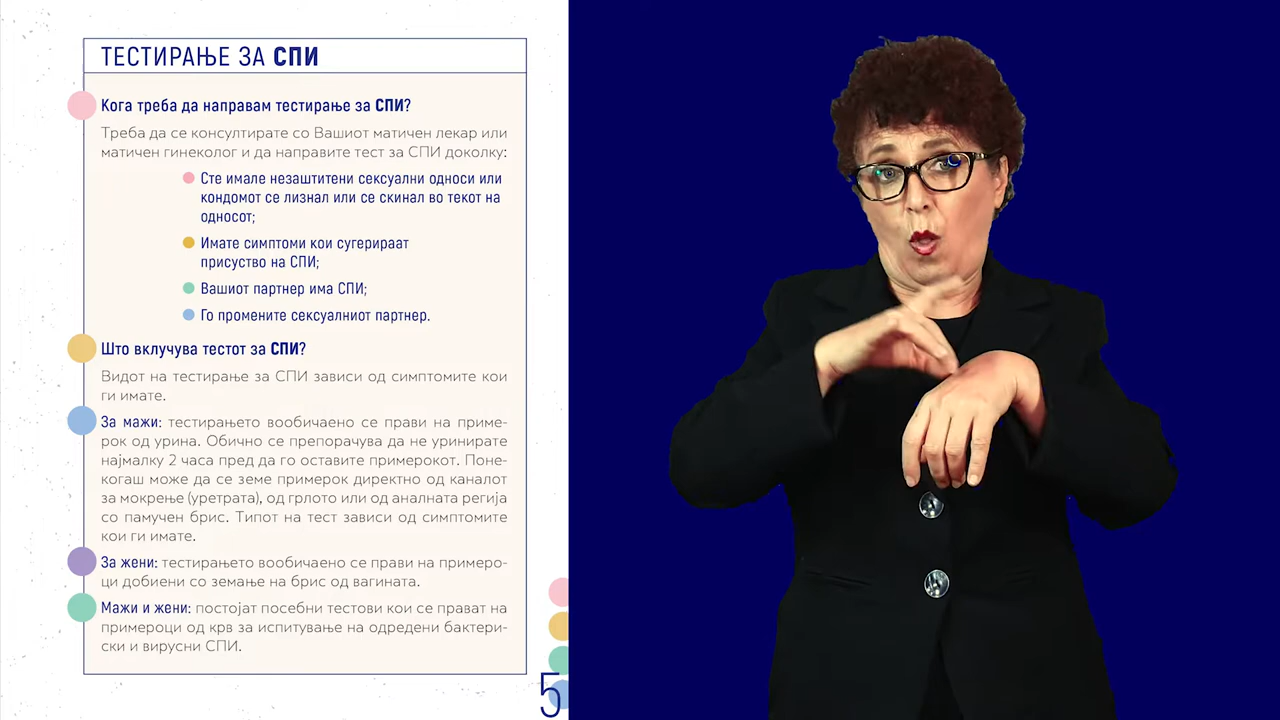 ТЕСТИРАЊЕ ЗА СПИ
Кога треба да направам тестирање за СПИ?
Треба да се консултирате со Вашиот матичен лекар или
матичен гинеколог и да направите тест за СПИ доколку:
Сте имале незаштитени сексуални односи или
кондомот се лизнал или се скинал во текот на
односот;
Имате симптоми кои сугерираат
присуство на СПИ;
Вашиот партнер има СПИ;
Го промените сексуалниот партнер.
Што вклучува тестот за СПИ?
Видот на тестирање за СПИ зависи од симптомите кои
ги имате.
За мажи: тестирањето вообичаено се прави на приме-
рок од урина. Обично се препорачува да не уринирате
најмалку 2 часа пред да го оставите примерокот. Поне-
когаш може да се земе примерок директно од каналот
за мокрење (уретрата), од грлото или од аналната регија
со памучен брис. Типот на тест зависи од симптомите
кои ги имате.
За жени: тестирањето вообичаено се прави на примеро-
ци добиени со земање на брис од вагината.
Мажи и жени: постојат посебни тестови кои се прават на
примероци од крв за испитување на одредени бактери-
ски и вирусни СПИ.
5